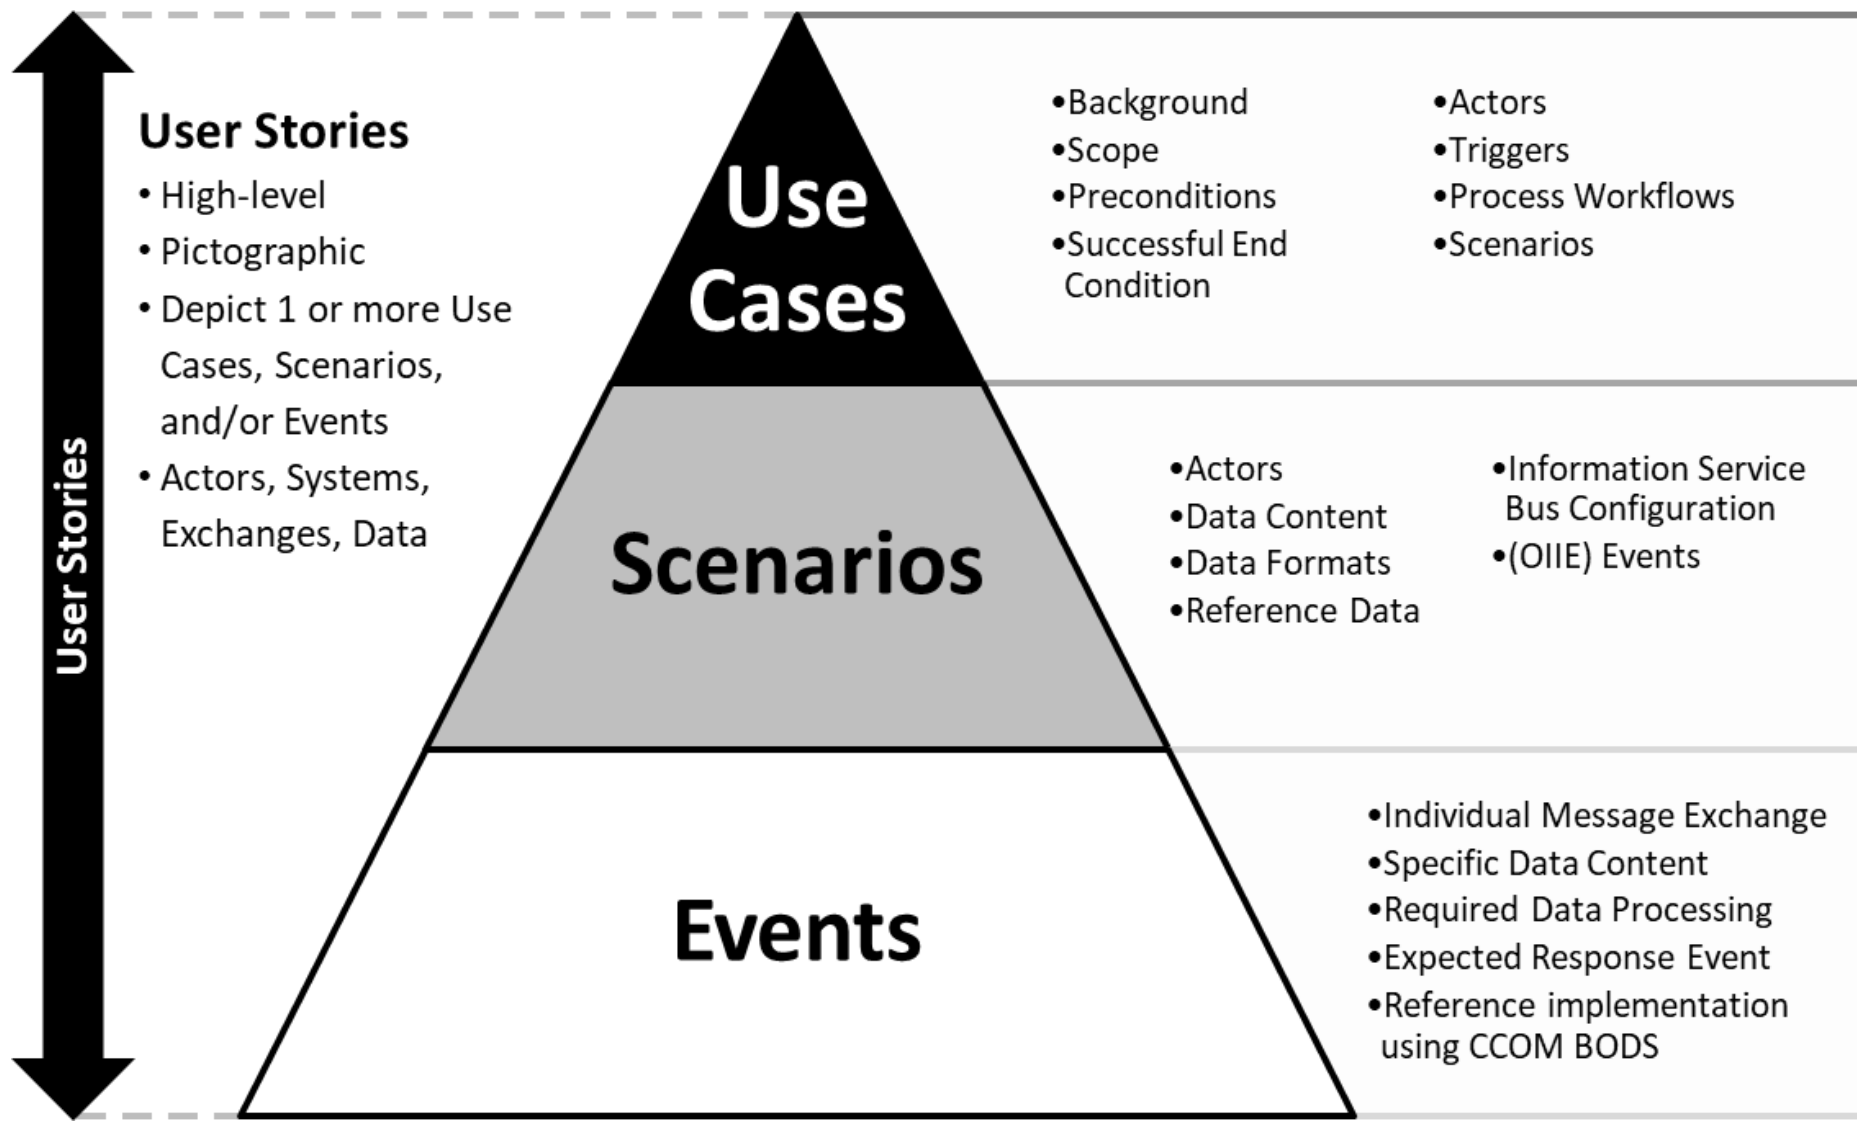 User Stories
User Stories
• High-level
• Pictographic
• Depict 1 or more Use
Cases, Scenarios,
and/or Events
• Actors, Systems,
Exchanges, Data
Use
Cases
•Background
•Scope
•Preconditions
•Successful End
Condition
•Actors
•Triggers
•Process Workflows
•Scenarios
Scenarios
•Actors
•Data Content
•Data Formats
•Reference Data
•Information Service
Bus Configuration
•(OIIE) Events
Events
•Individual Message Exchange
•Specific Data Content
•Required Data Processing
•Expected Response Event
•Reference implementation
using CCOM BODS